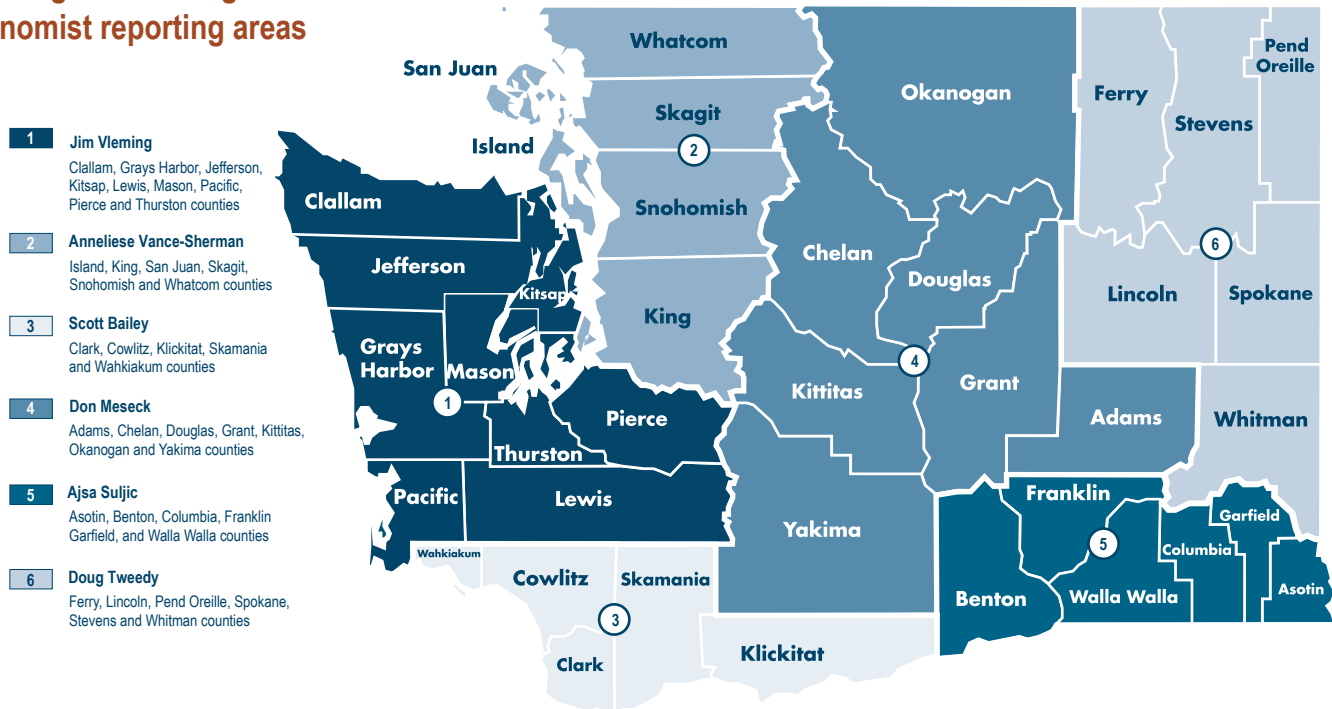 nomist reporting areas
1
Jim Vleming
Clallam, Grays Harbor, Jefferson,
Kitsap, Lewis, Mason, Pacific,
Pierce and Thurston counties
2
Anneliese Vance-Sherman
Island, King, San Juan, Skagit,
Snohomish and Whatcom counties
3
Scott Bailey
Clark, Cowlitz, Klickitat, Skamania
and Wahkiakum counties
4
Don Meseck
Adams, Chelan, Douglas, Grant, Kittitas,
Okanogan and Yakima counties
5
Ajsa Suljic
Asotin, Benton, Columbia, Franklin
Garfield, and Walla Walla counties
6
Doug Tweedy
Ferry, Lincoln, Pend Oreille, Spokane,
Stevens and Whitman counties
Whatcom
San Juan
Skagit
Island
2
Snohomish
King
Clallam
Jefferson
Kitsap
Grays
Harbor
Mason
1
Pierce
Thurston
Pacific
Lewis
Wahkiakum
Cowlitz
Skamania
3
Clark
Klickitat
Okanogan
Chelan
Douglas
4
Kittitas
Grant
Adams
Yakima
Ferry
Stevens
Pend
Oreille
6
Lincoln
Spokane
Whitman
Franklin
Garfield
5
Columbia
Benton
Walla Walla
Asotin